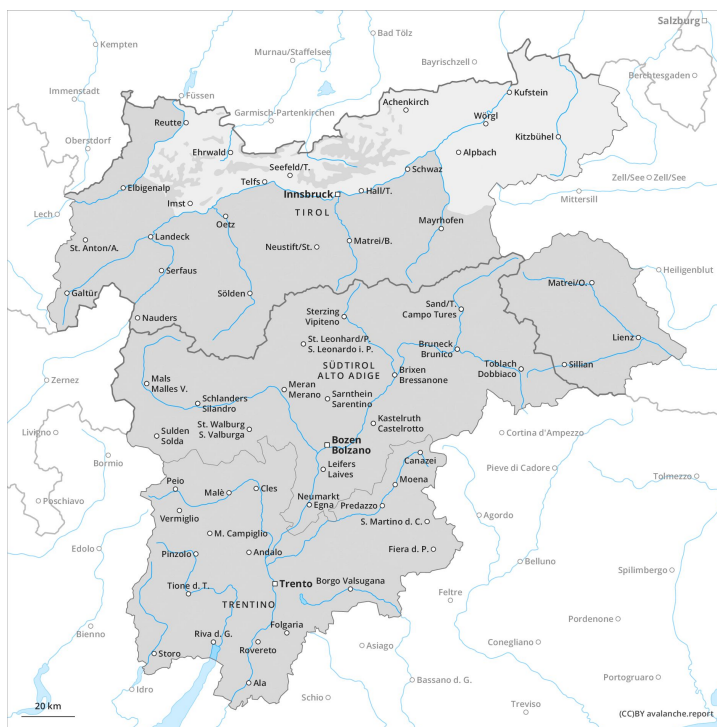 Salzburg
Kempten
Bad Tölz
Murnau/Staffelsee
Bayrischzell
Berchtesgaden
Immenstadt
Füssen
Achenkirch
Kufstein
Garmisch-Partenkirchen
Reutte
Wörgl
Oberstdorf
Ehrwald
Kitzbühel
Alpbach
Seefeld/T.
Schwaz
Telfs
Zell/See
Zell/See
Elbigenalp
Innsbruck
Hall/T.
Mittersill
Imst
TIROL
Lech
Oetz
Mayrhofen
Landeck
St. Anton/A.
Neustift/St.
Matrei/B.
Serfaus
Heiligenblut
Matrei/O.
Galtür
Sölden
Sand/T.
Campo Tures
Sterzing
Vipiteno
Nauders
St. Leonhard/P.
S. Leonardo i. P.
Lienz
Bruneck
Brunico
SÜDTIROL
ALTO ADIGE
Toblach
Dobbiaco
Sillian
Brixen
Bressanone
Zernez
Mals
Malles V.
Meran
Merano
Sarnthein
Sarentino
Schlanders
Silandro
Kastelruth
Castelrotto
St. Walburg
S. Valburga
Livigno
Sulden
Solda
Bozen
Bolzano
Cortina d'Ampezzo
Bormio
Canazei
Leifers
Laives
Pieve di Cadore
Tolmezzo
Peio
Malè
Cles
Moena
Poschiavo
Neumarkt
Egna
Predazzo
Vermiglio
S. Martino d. C.
Agordo
M. Campiglio
Edolo
Pinzolo
Andalo
Fiera d. P.
Belluno
Spilimbergo
Trento
Tione d. T.
Borgo Valsugana
Feltre
TRENTINO
Pordenone
Bienno
Folgaria
Riva d. G.
Rovereto
Asiago
Conegliano
Storo
Portogruaro
Ala
Bassano d. G.
Idro
Schio
Treviso
20 km
(CC)BY avalanche.report